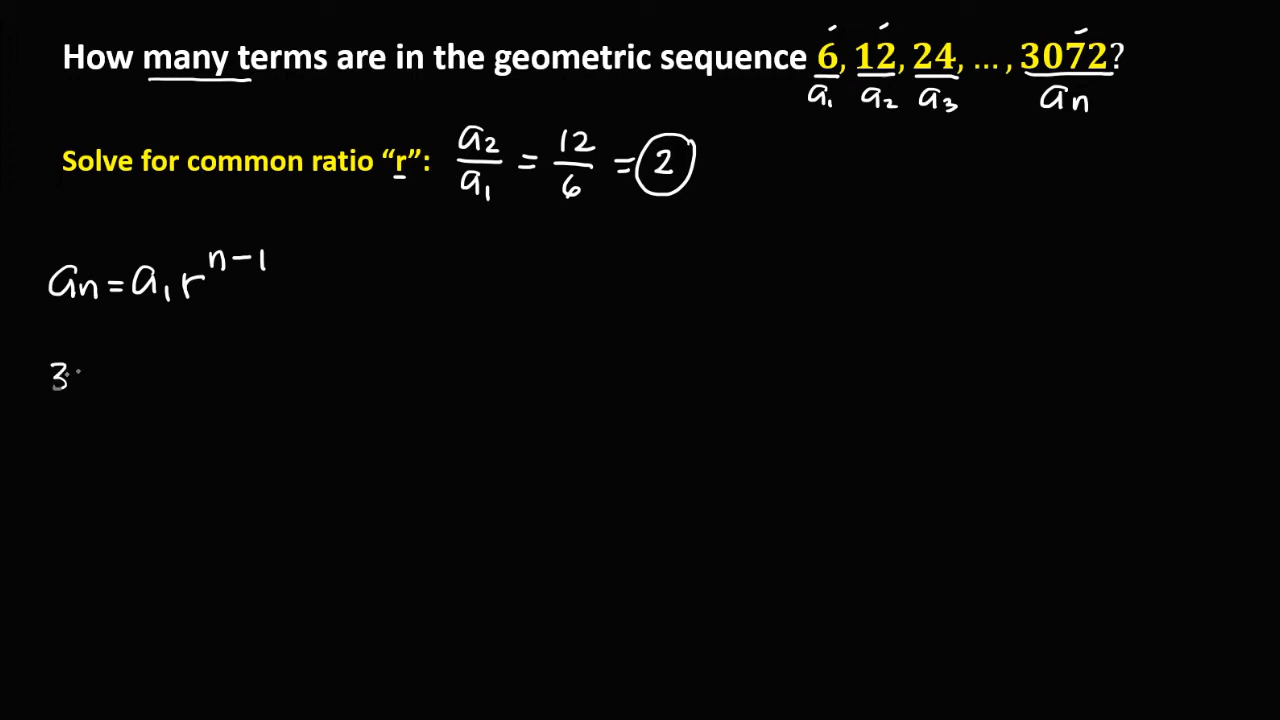 How many terms are in the geometric sequence 6, 12, 24, ... , 3072?
a₁ a₂ a₃ aₙ
Solve for common ratio “r”: a₂/a₁ = 12/6 = 2
aₙ = a₁ rⁿ⁻¹
3